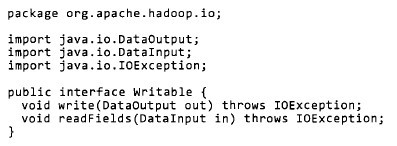 package org.apache.hadoop.io;
import java.io.DataOutput;
import java.io.DataInput;
import java.io.IOException;
public interface Writable {
void write(DataOutput out) throws IOException;
void readFields(DataInput in) throws IOException;
}